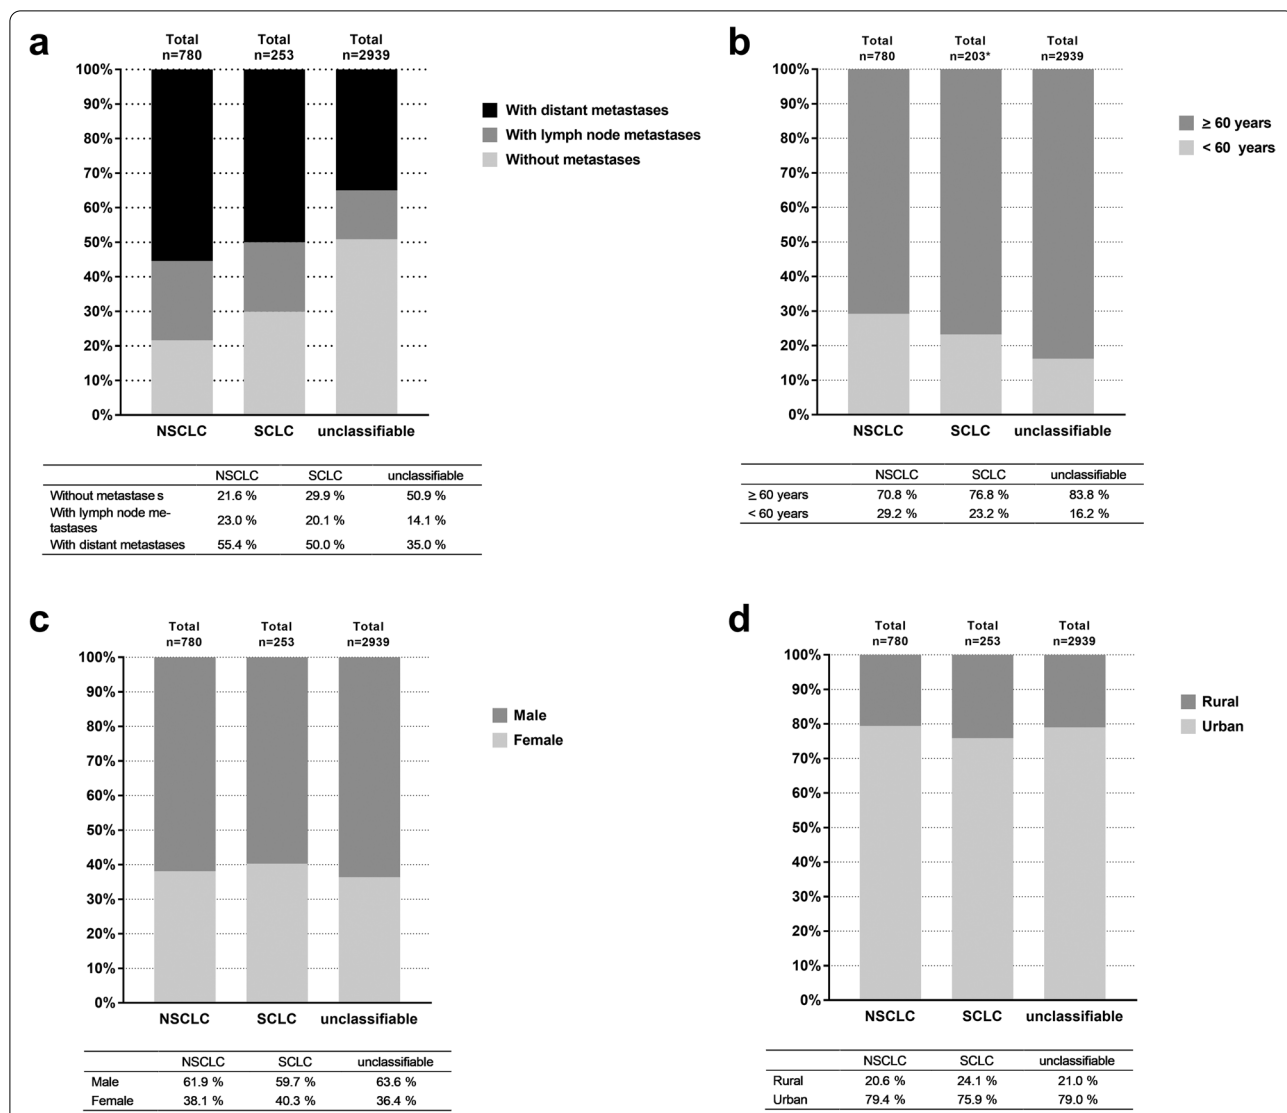 a
Total Total Total
n=780 n=253 n=2939
100%
90%
80%
70%
60%
50%
40%
30%
20%
10%
0%
NSCLC SCLC unclassifiable
With distant metastases
With lymph node metastases
Without metastases
NSCLC SCLC unclassifiable
Without metastases 21.6 % 29.9 % 50.9 %
With lymph node me-
tastases 23.0 % 20.1 % 14.1 %
With distant metastases 55.4 % 50.0 % 35.0 %
b
Total Total Total
n=780 n=203* n=2939
100%
90%
80%
70%
60%
50%
40%
30%
20%
10%
0%
NSCLC SCLC unclassifiable
≥ 60 years
< 60 years
NSCLC SCLC unclassifiable
≥ 60 years 70.8 % 76.8 % 83.8 %
< 60 years 29.2 % 23.2 % 16.2 %
c
Total Total Total
n=780 n=253 n=2939
100%
90%
80%
70%
60%
50%
40%
30%
20%
10%
0%
NSCLC SCLC unclassifiable
Male
Female
NSCLC SCLC unclassifiable
Male 61.9 % 59.7 % 63.6 %
Female 38.1 % 40.3 % 36.4 %
d
Total Total Total
n=780 n=253 n=2939
100%
90%
80%
70%
60%
50%
40%
30%
20%
10%
0%
NSCLC SCLC unclassifiable
Rural
Urban
NSCLC SCLC unclassifiable
Rural 20.6 % 24.1 % 21.0 %
Urban 79.4 % 75.9 % 79.0 %